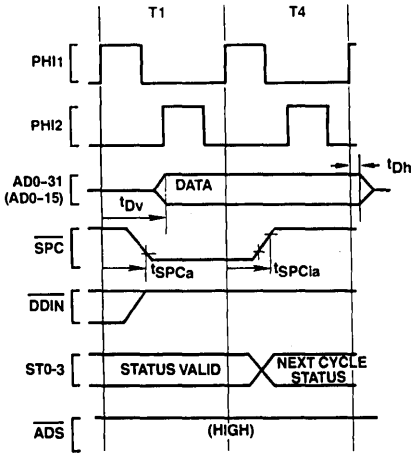 T1 T4
PHI1
PHI2
tDh
AD0-31
(AD0-15)
DATA
tDv
SPC
tSPCa
tSPCia
DDIN
ST0-3
STATUS VALID
NEXT CYCLE
STATUS
ADS
(HIGH)